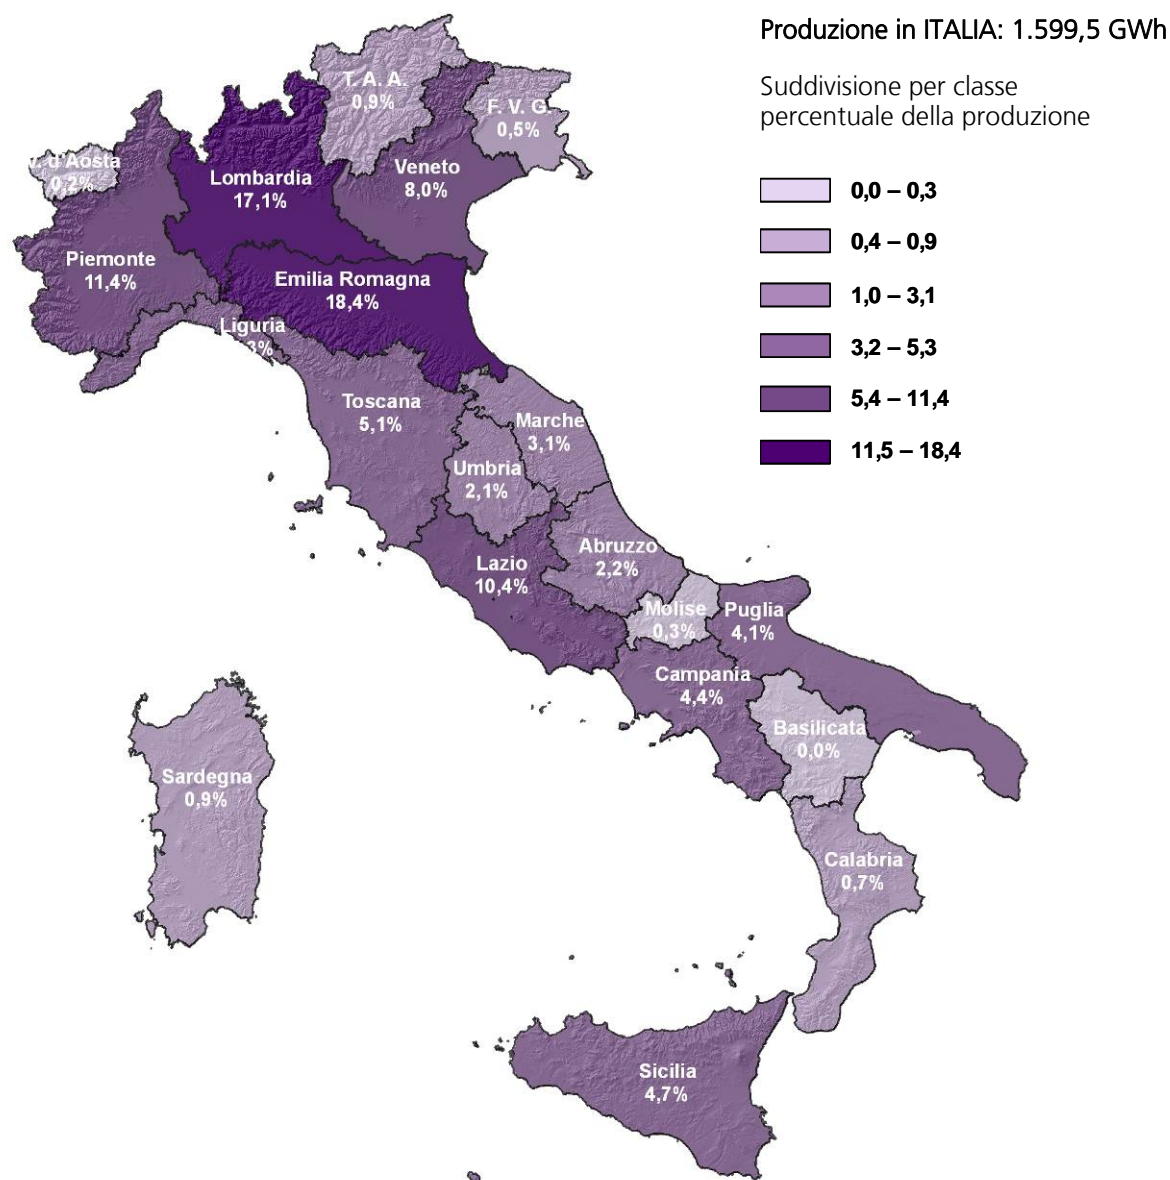 Produzione in ITALIA: 1.599,5 GWh
Suddivisione per classe
percentuale della produzione
0,0 – 0,3
0,4 – 0,9
1,0 – 3,1
3,2 – 5,3
5,4 – 11,4
11,5 – 18,4
T. A. A.
0,9%
F. V. G.
0,5%
V. d'Aosta
0,2%
Lombardia
17,1%
Veneto
8,0%
Piemonte
11,4%
Emilia Romagna
18,4%
Liguria
3%
Toscana
5,1%
Marche
3,1%
Umbria
2,1%
Lazio
10,4%
Abruzzo
2,2%
Molise
0,3%
Puglia
4,1%
Campania
4,4%
Basilicata
0,0%
Sardegna
0,9%
Calabria
0,7%
Sicilia
4,7%